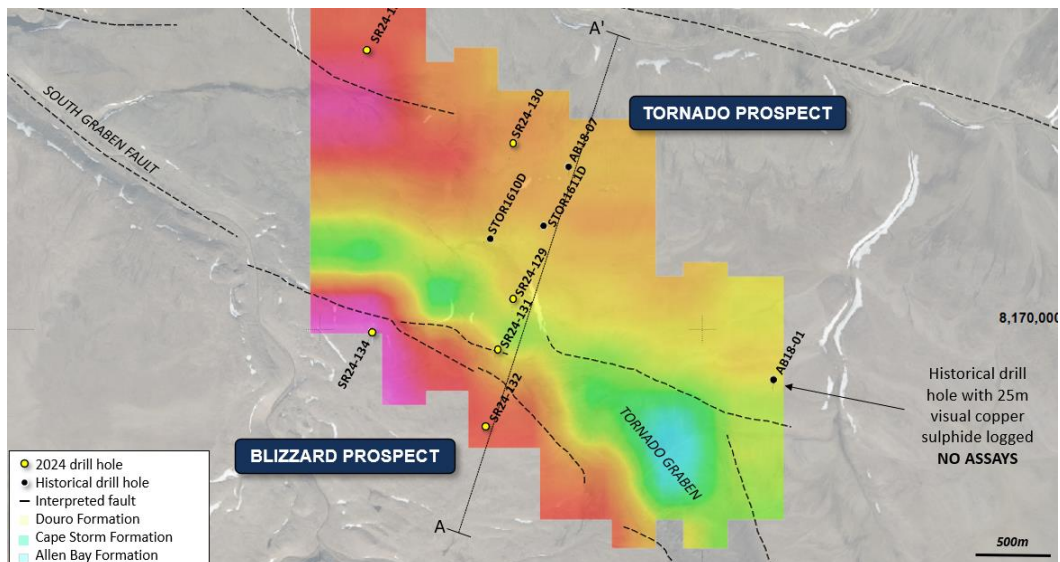 A'
SR24-130
AB18-07
TORNADO PROSPECT
SOUTH GRABEN FAULT
STOR1610D
STOR1611D
SR24-129
SR24-131
8,170,000
SR24-134
AB18-01
SR24-132
Historical drill
hole with 25m
visual copper
sulphide logged
NO ASSAYS
TORNADO GRABEN
BLIZZARD PROSPECT
A
2024 drill hole
Historical drill hole
Interpreted fault
Douro Formation
Cape Storm Formation
Allen Bay Formation
500m